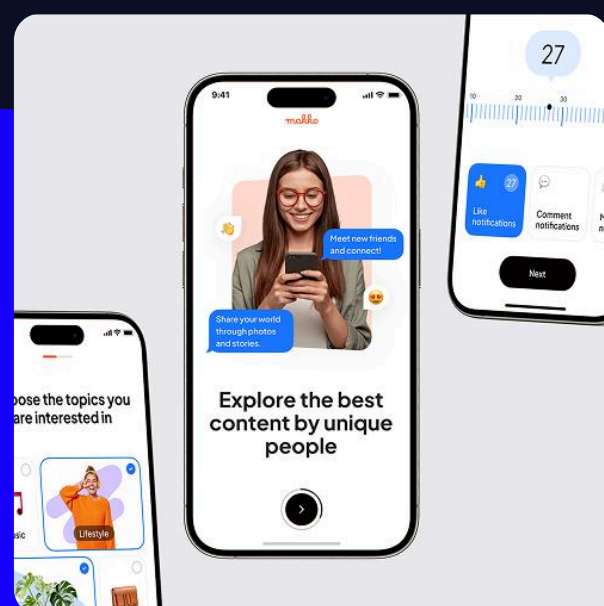 9:41
makko
Meet new friends
and connect!
Share your world
through photos
and stories.
Explore the best
content by unique
people
ose the topics you
are interested in
sic
Lifestyle
27
10 20 30
27
Like
notifications
Comment
notifications
Next